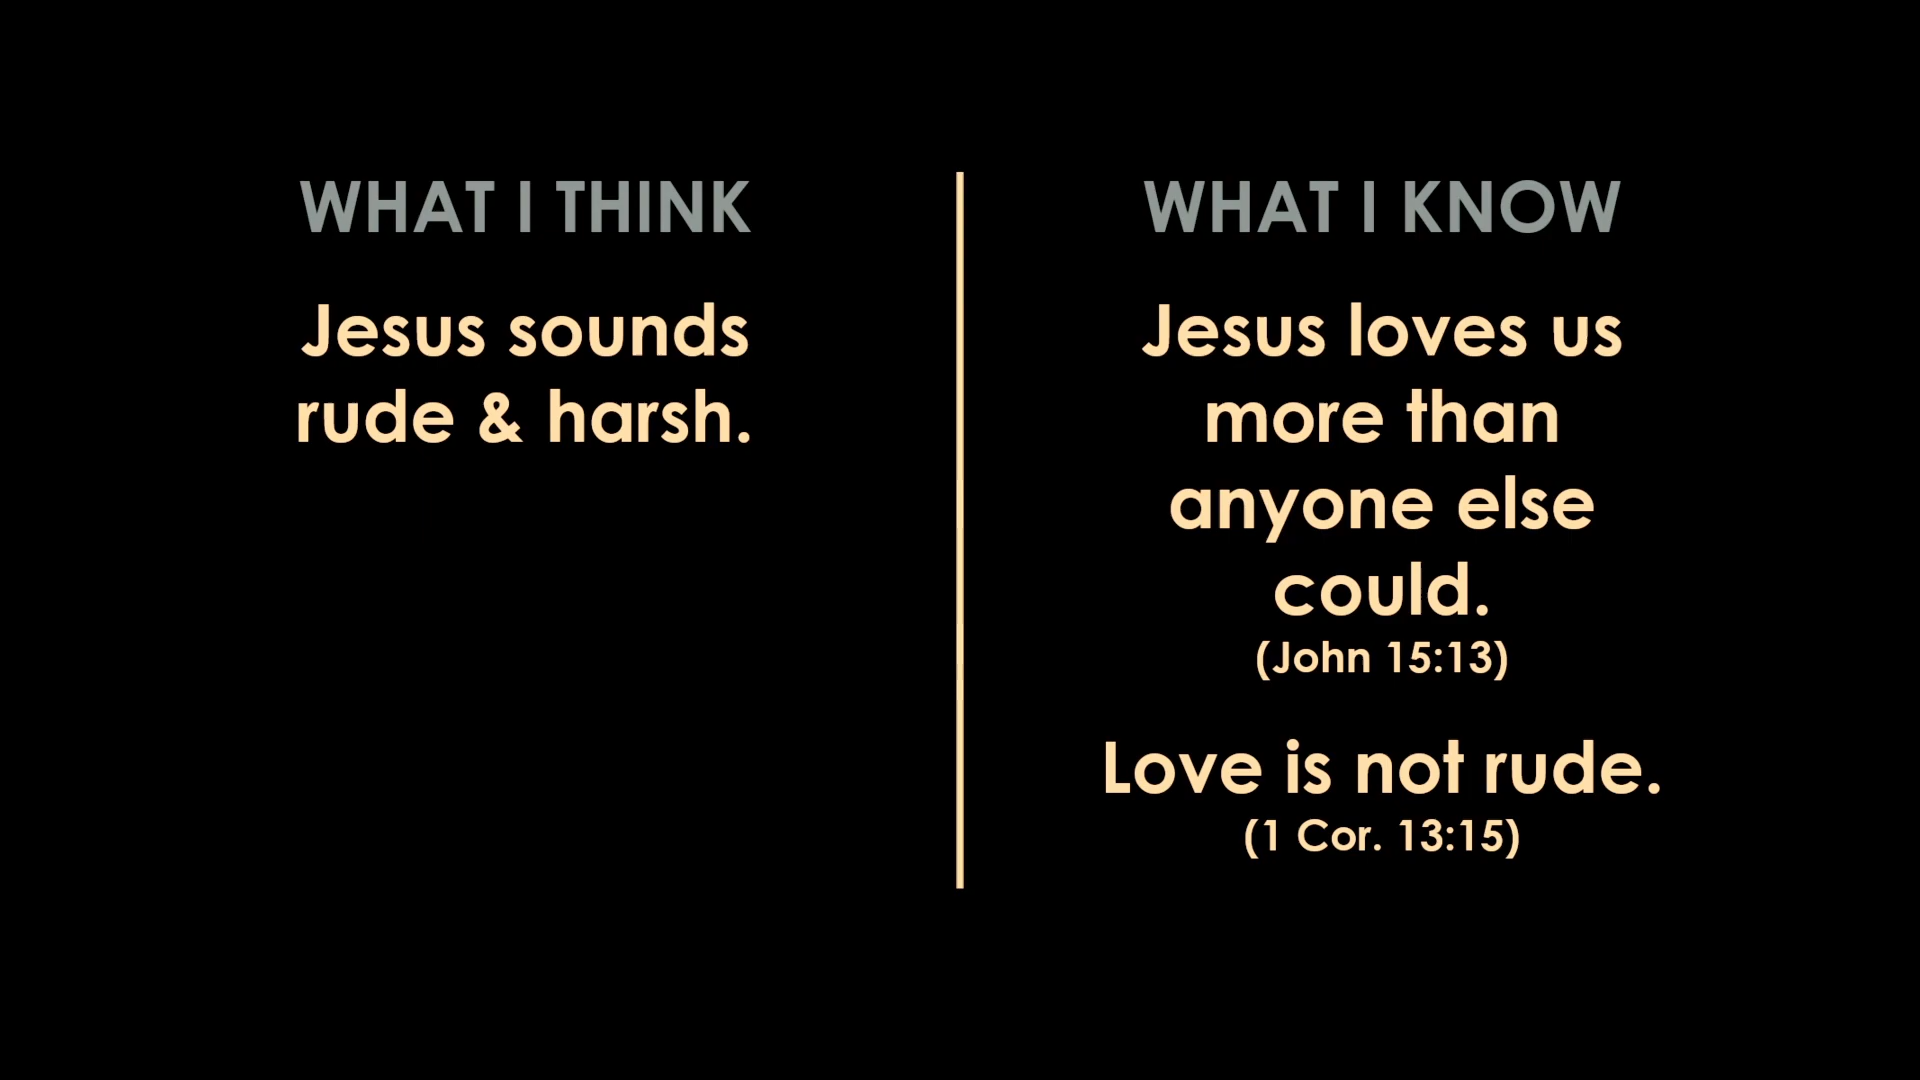 WHAT I THINK
Jesus sounds
rude & harsh.
WHAT I KNOW
Jesus loves us
more than
anyone else
could.
(John 15:13)
Love is not rude.
(1 Cor. 13:15)